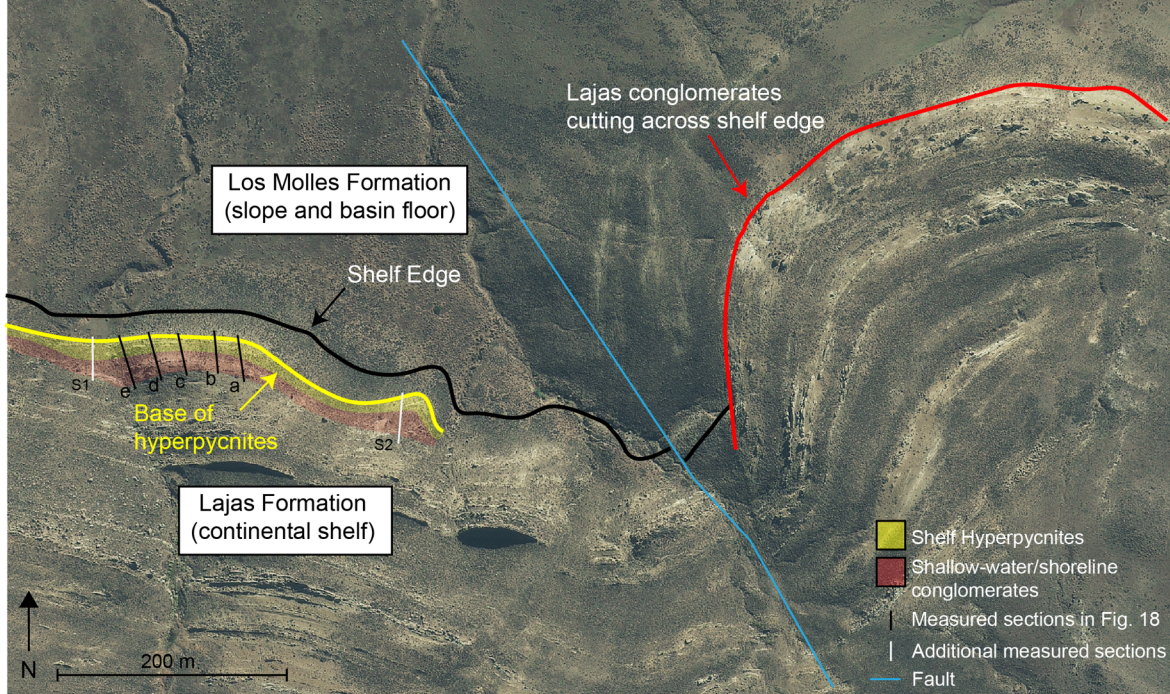 Lajas conglomerates
cutting across shelf edge
Los Molles Formation
(slope and basin floor)
Shelf Edge
S1
e
d
c
b
a
Base of
hyperpycnites
S2
Lajas Formation
(continental shelf)
N
200 m
Shelf Hyperpycnites
Shallow-water/shoreline
conglomerates
Measured sections in Fig. 18
Additional measured sections
Fault